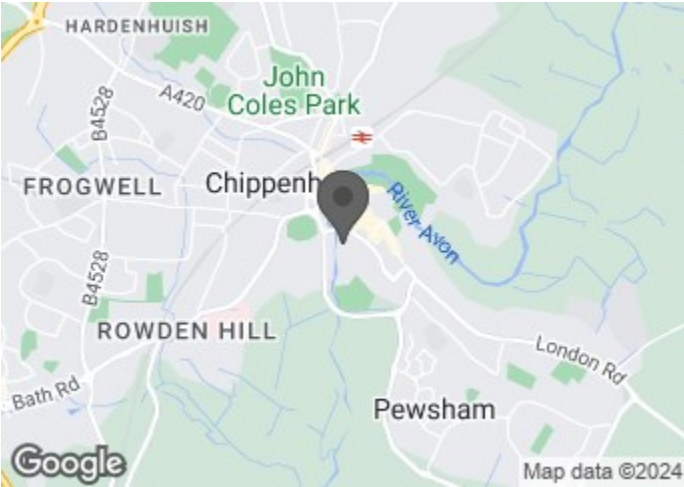 HARDENHUISH
John
Coles Park
A420
B4528
FROGWELL
Chippenh
River Avon
B4528
ROWDEN HILL
London Rd
Bath Rd
Pewsham
Google
Map data ©2024